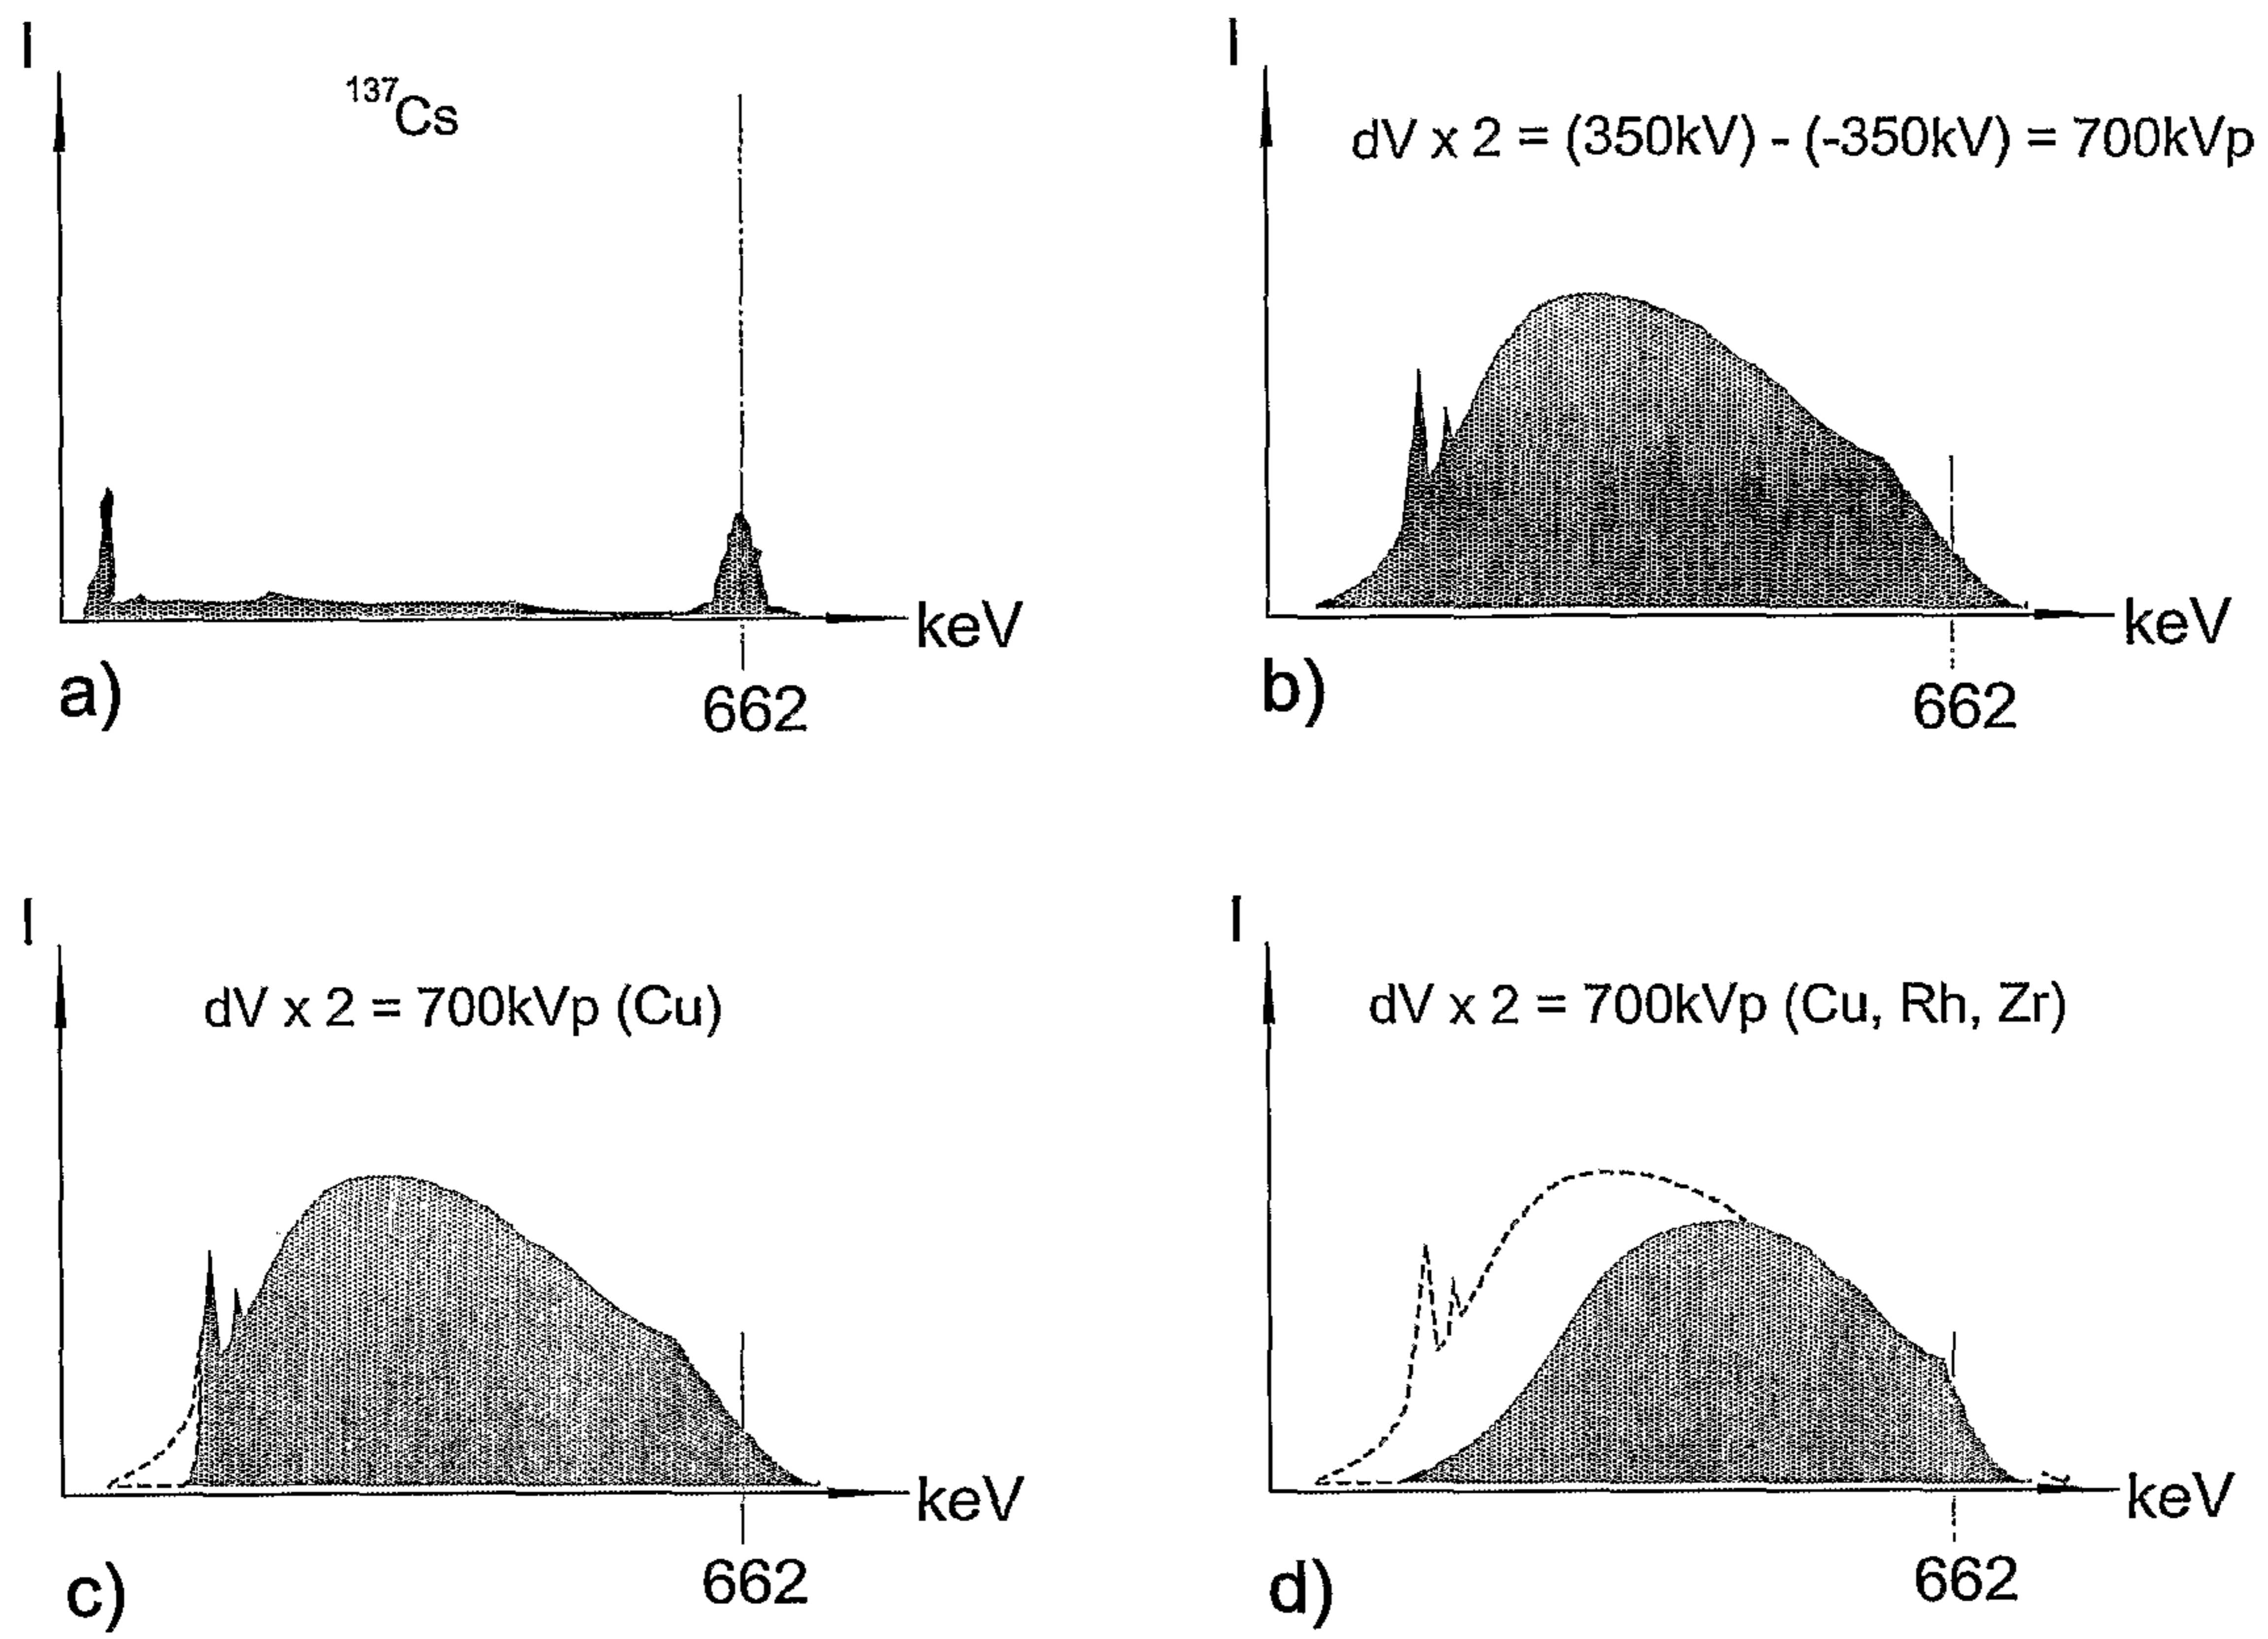 I
¹³⁷Cs
keV
662
a)
I
dV x 2 = (350kV) - (-350kV) = 700kVp
keV
662
b)
I
dV x 2 = 700kVp (Cu)
keV
662
c)
I
dV x 2 = 700kVp (Cu, Rh, Zr)
keV
662
d)